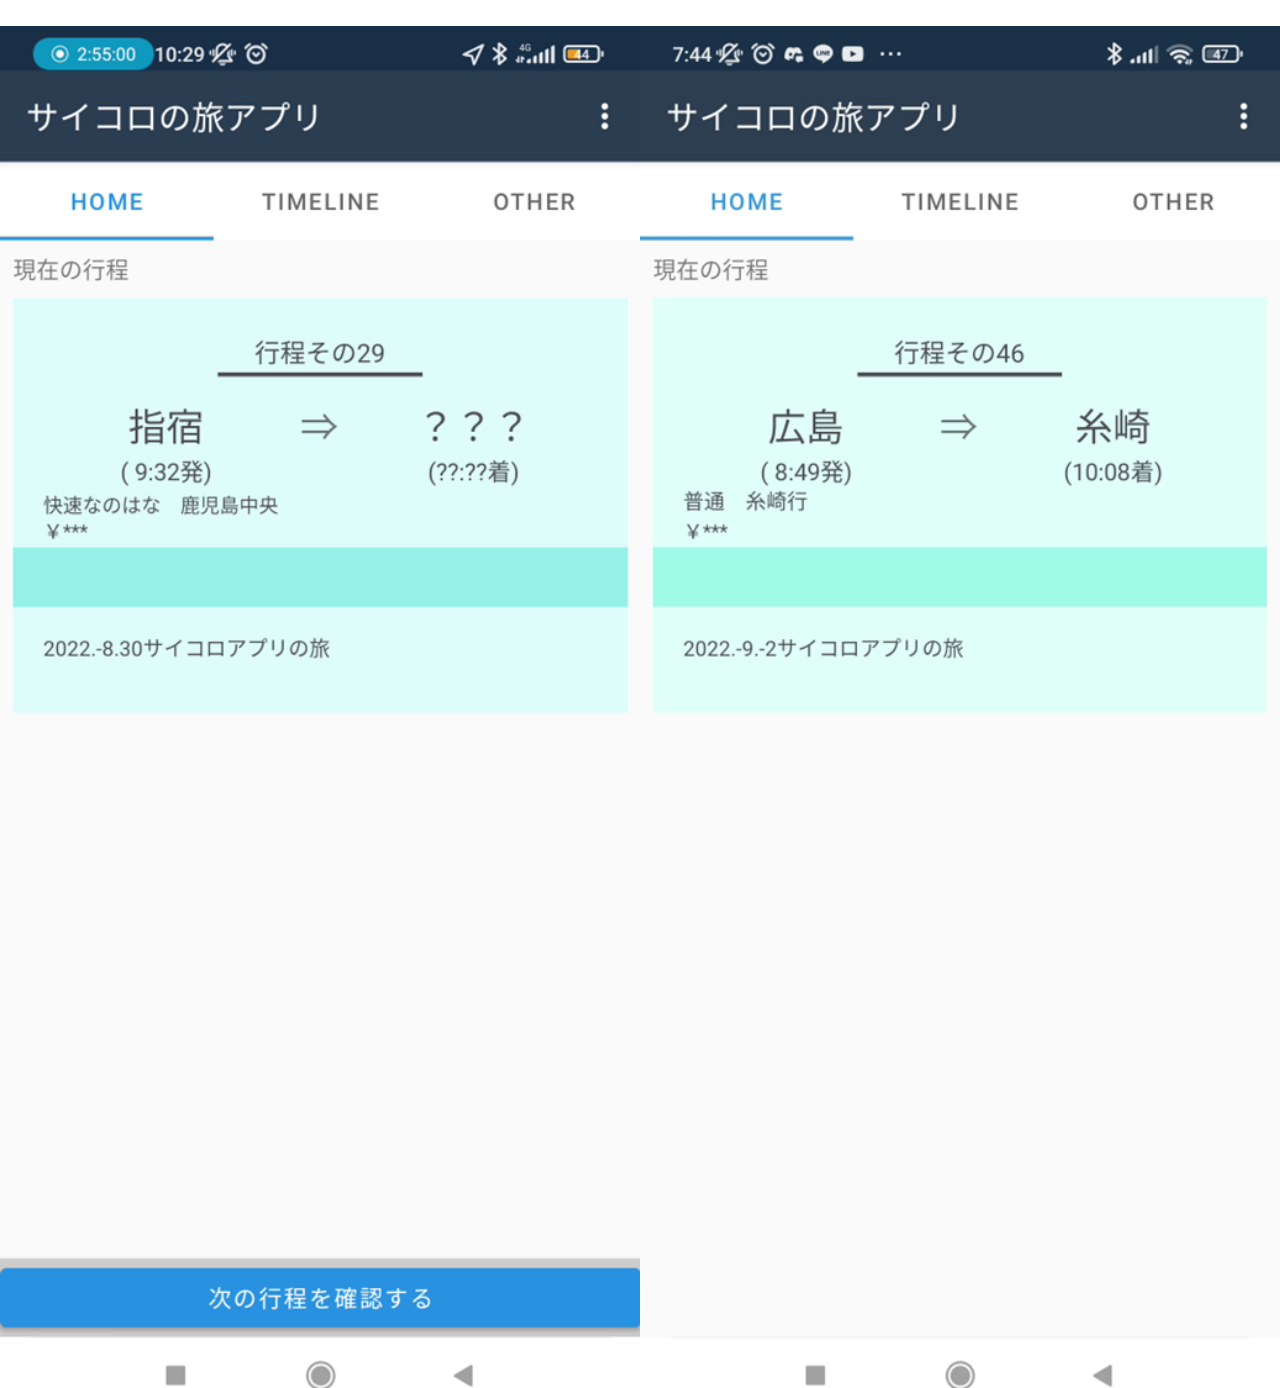 2:55:00 10:29 4G 44
サイコロの旅アプリ
HOME TIMELINE OTHER
現在の行程
行程その29
指宿 ⇒ ？？？
( 9:32発) (??:??着)
快速なのはな　鹿児島中央
￥***
2022.-8.30サイコロアプリの旅
次の行程を確認する
7:44 LINE ... 47
サイコロの旅アプリ
HOME TIMELINE OTHER
現在の行程
行程その46
広島 ⇒ 糸崎
( 8:49発) (10:08着)
普通　糸崎行
￥***
2022.-9.-2サイコロアプリの旅